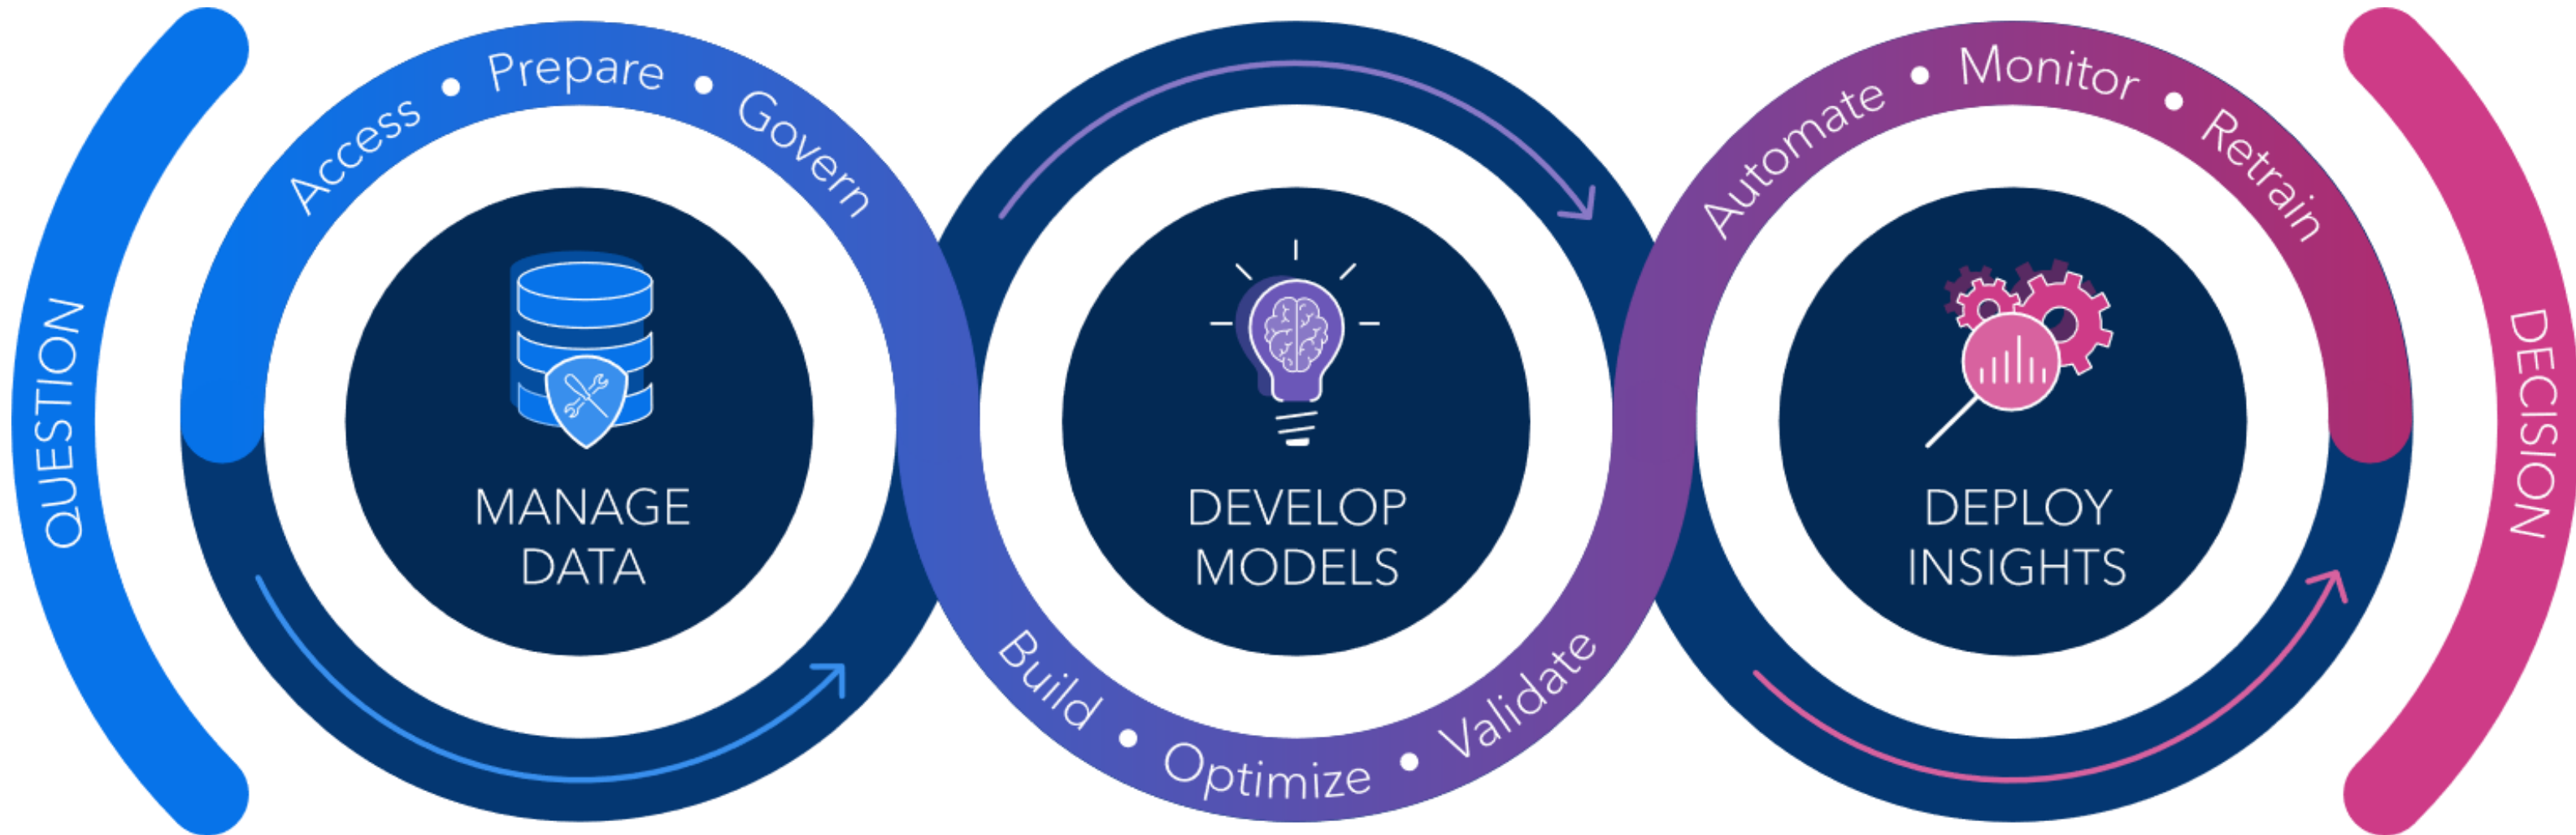 QUESTION
Access • Prepare • Govern
MANAGE
DATA
Build • Optimize • Validate
DEVELOP
MODELS
Automate • Monitor • Retrain
DEPLOY
INSIGHTS
DECISION